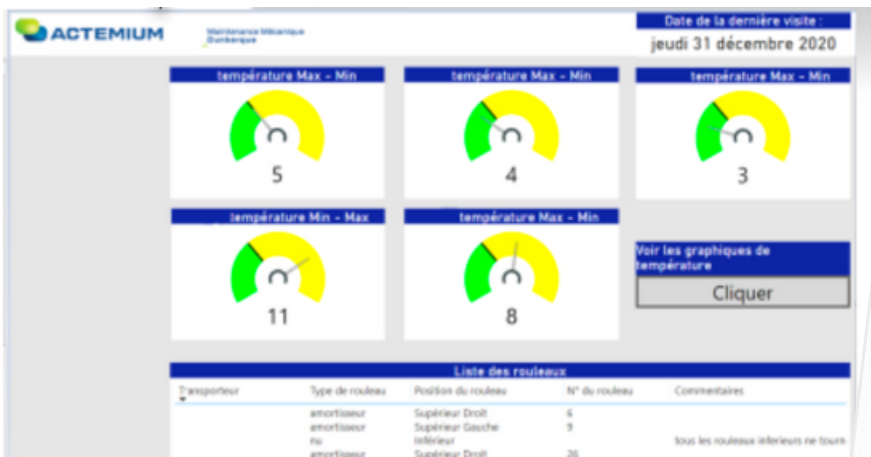 ACTEMIUM
Maintenance Mécanique
Dunkerque
Date de la dernière visite :
jeudi 31 décembre 2020
température Max - Min
température Max - Min
température Max - Min
5
4
3
température Min - Max
température Max - Min
11
8
Voir les graphiques de
température
Cliquer
Liste des rouleaux
Transporteur Type de rouleau Position du rouleau N° du rouleau Commentaires
amortisseur Supérieur Droit 6
amortisseur Supérieur Gauche 9
nu Inférieur tous les rouleaux inferieurs ne tourn
amortisseur Supérieur Droit 26